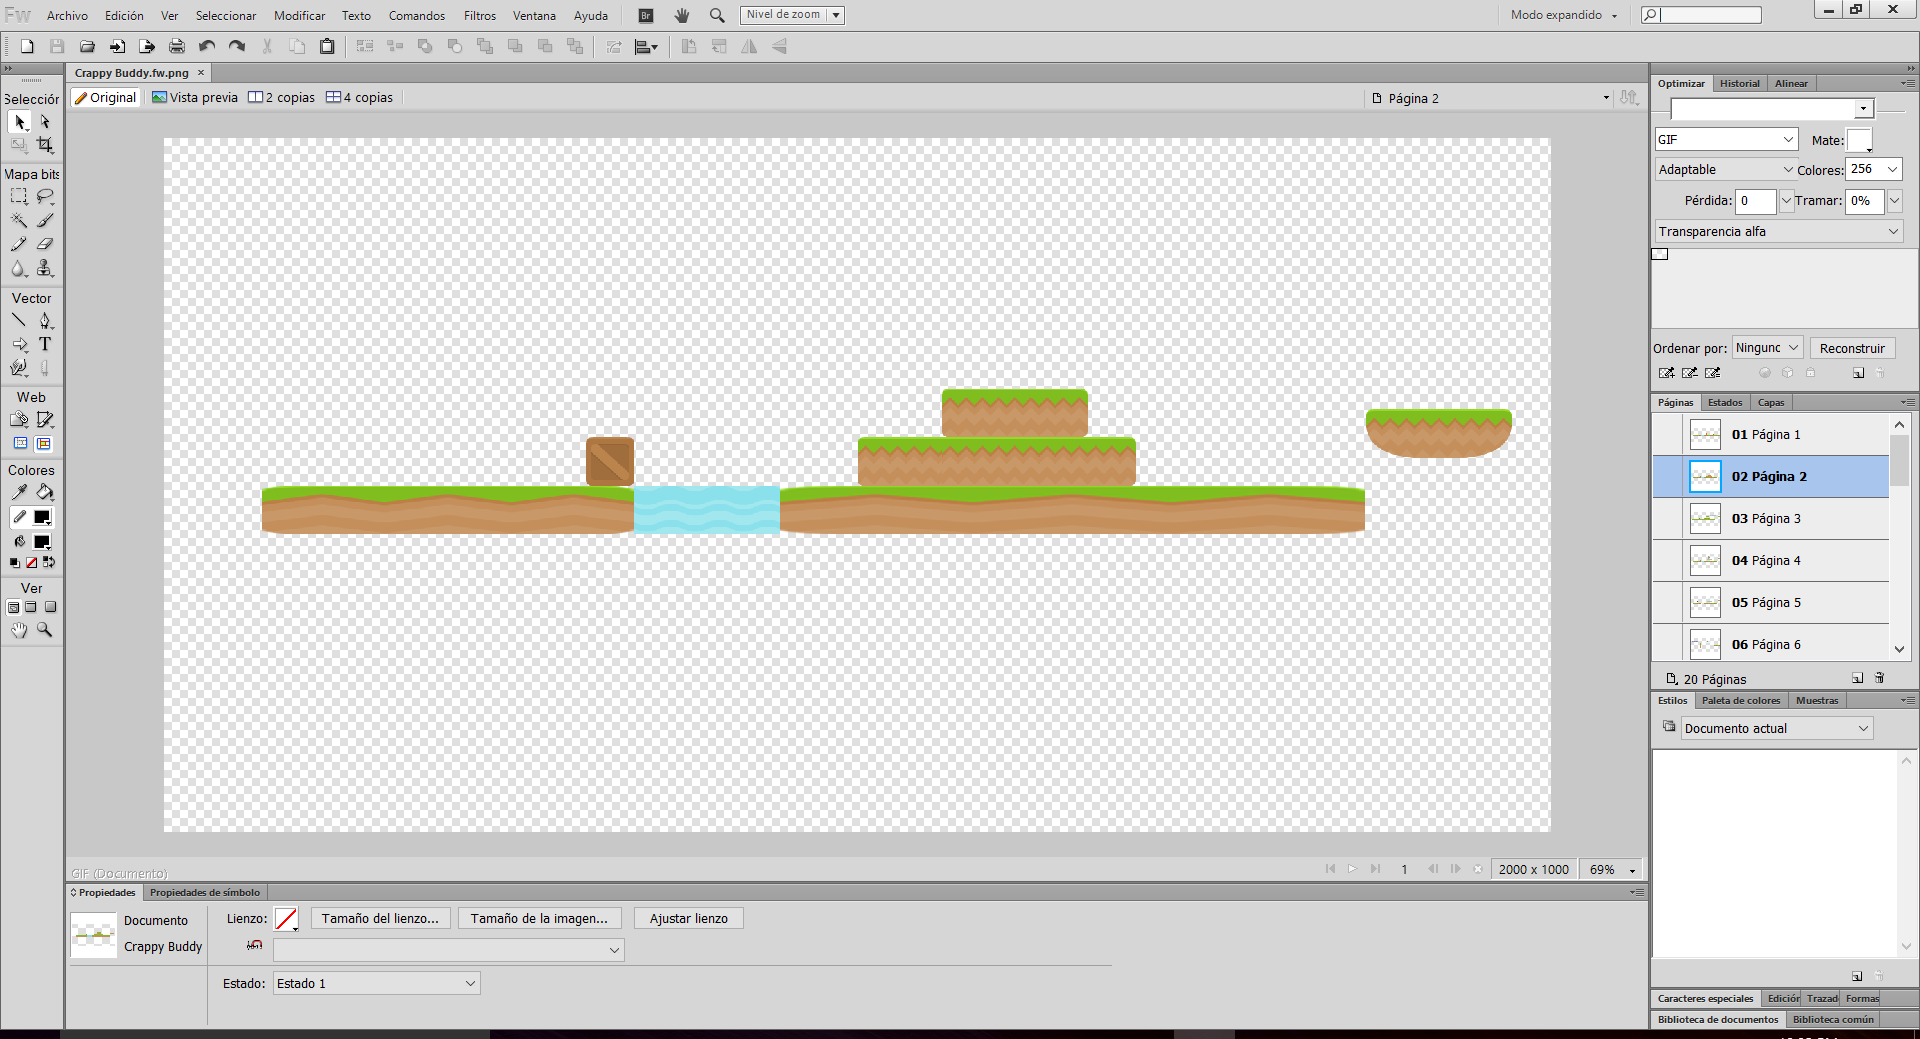 Fw Archivo Edición Ver Seleccionar Modificar Texto Comandos Filtros Ventana Ayuda Br Nivel de zoom Modo expandido
Crappy Buddy.fw.png
Original Vista previa 2 copias 4 copias Página 2
Selección
Mapa bits
Vector
T
Web
Colores
Ver
GIF (Documento) 1 2000 x 1000 69%
Propiedades Propiedades de símbolo
Documento Lienzo: Tamaño del lienzo... Tamaño de la imagen... Ajustar lienzo
Crappy Buddy
Estado: Estado 1
Optimizar Historial Alinear
GIF Mate:
Adaptable Colores: 256
Pérdida: 0 Tramar: 0%
Transparencia alfa
Ordenar por: Ningunc Reconstruir
Páginas Estados Capas
01 Página 1
02 Página 2
03 Página 3
04 Página 4
05 Página 5
06 Página 6
20 Páginas
Estilos Paleta de colores Muestras
Documento actual
Caracteres especiales Edición Trazad Formas
Biblioteca de documentos Biblioteca común